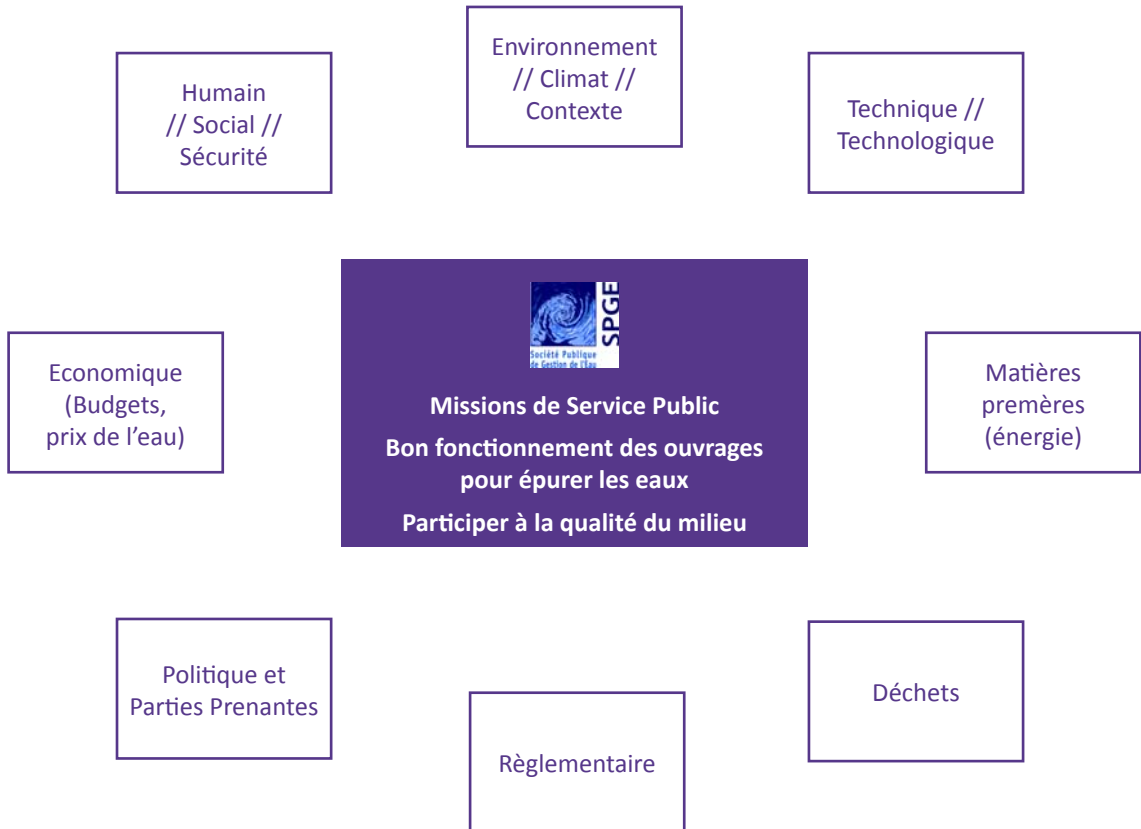 Environnement
// Climat //
Contexte
Humain
// Social //
Sécurité
Technique //
Technologique
SPGE
Société Publique
de Gestion de l'Eau
Missions de Service Public
Bon fonctionnement des ouvrages
pour épurer les eaux
Participer à la qualité du milieu
Economique
(Budgets,
prix de l’eau)
Matières
premères
(énergie)
Politique et
Parties Prenantes
Déchets
Règlementaire